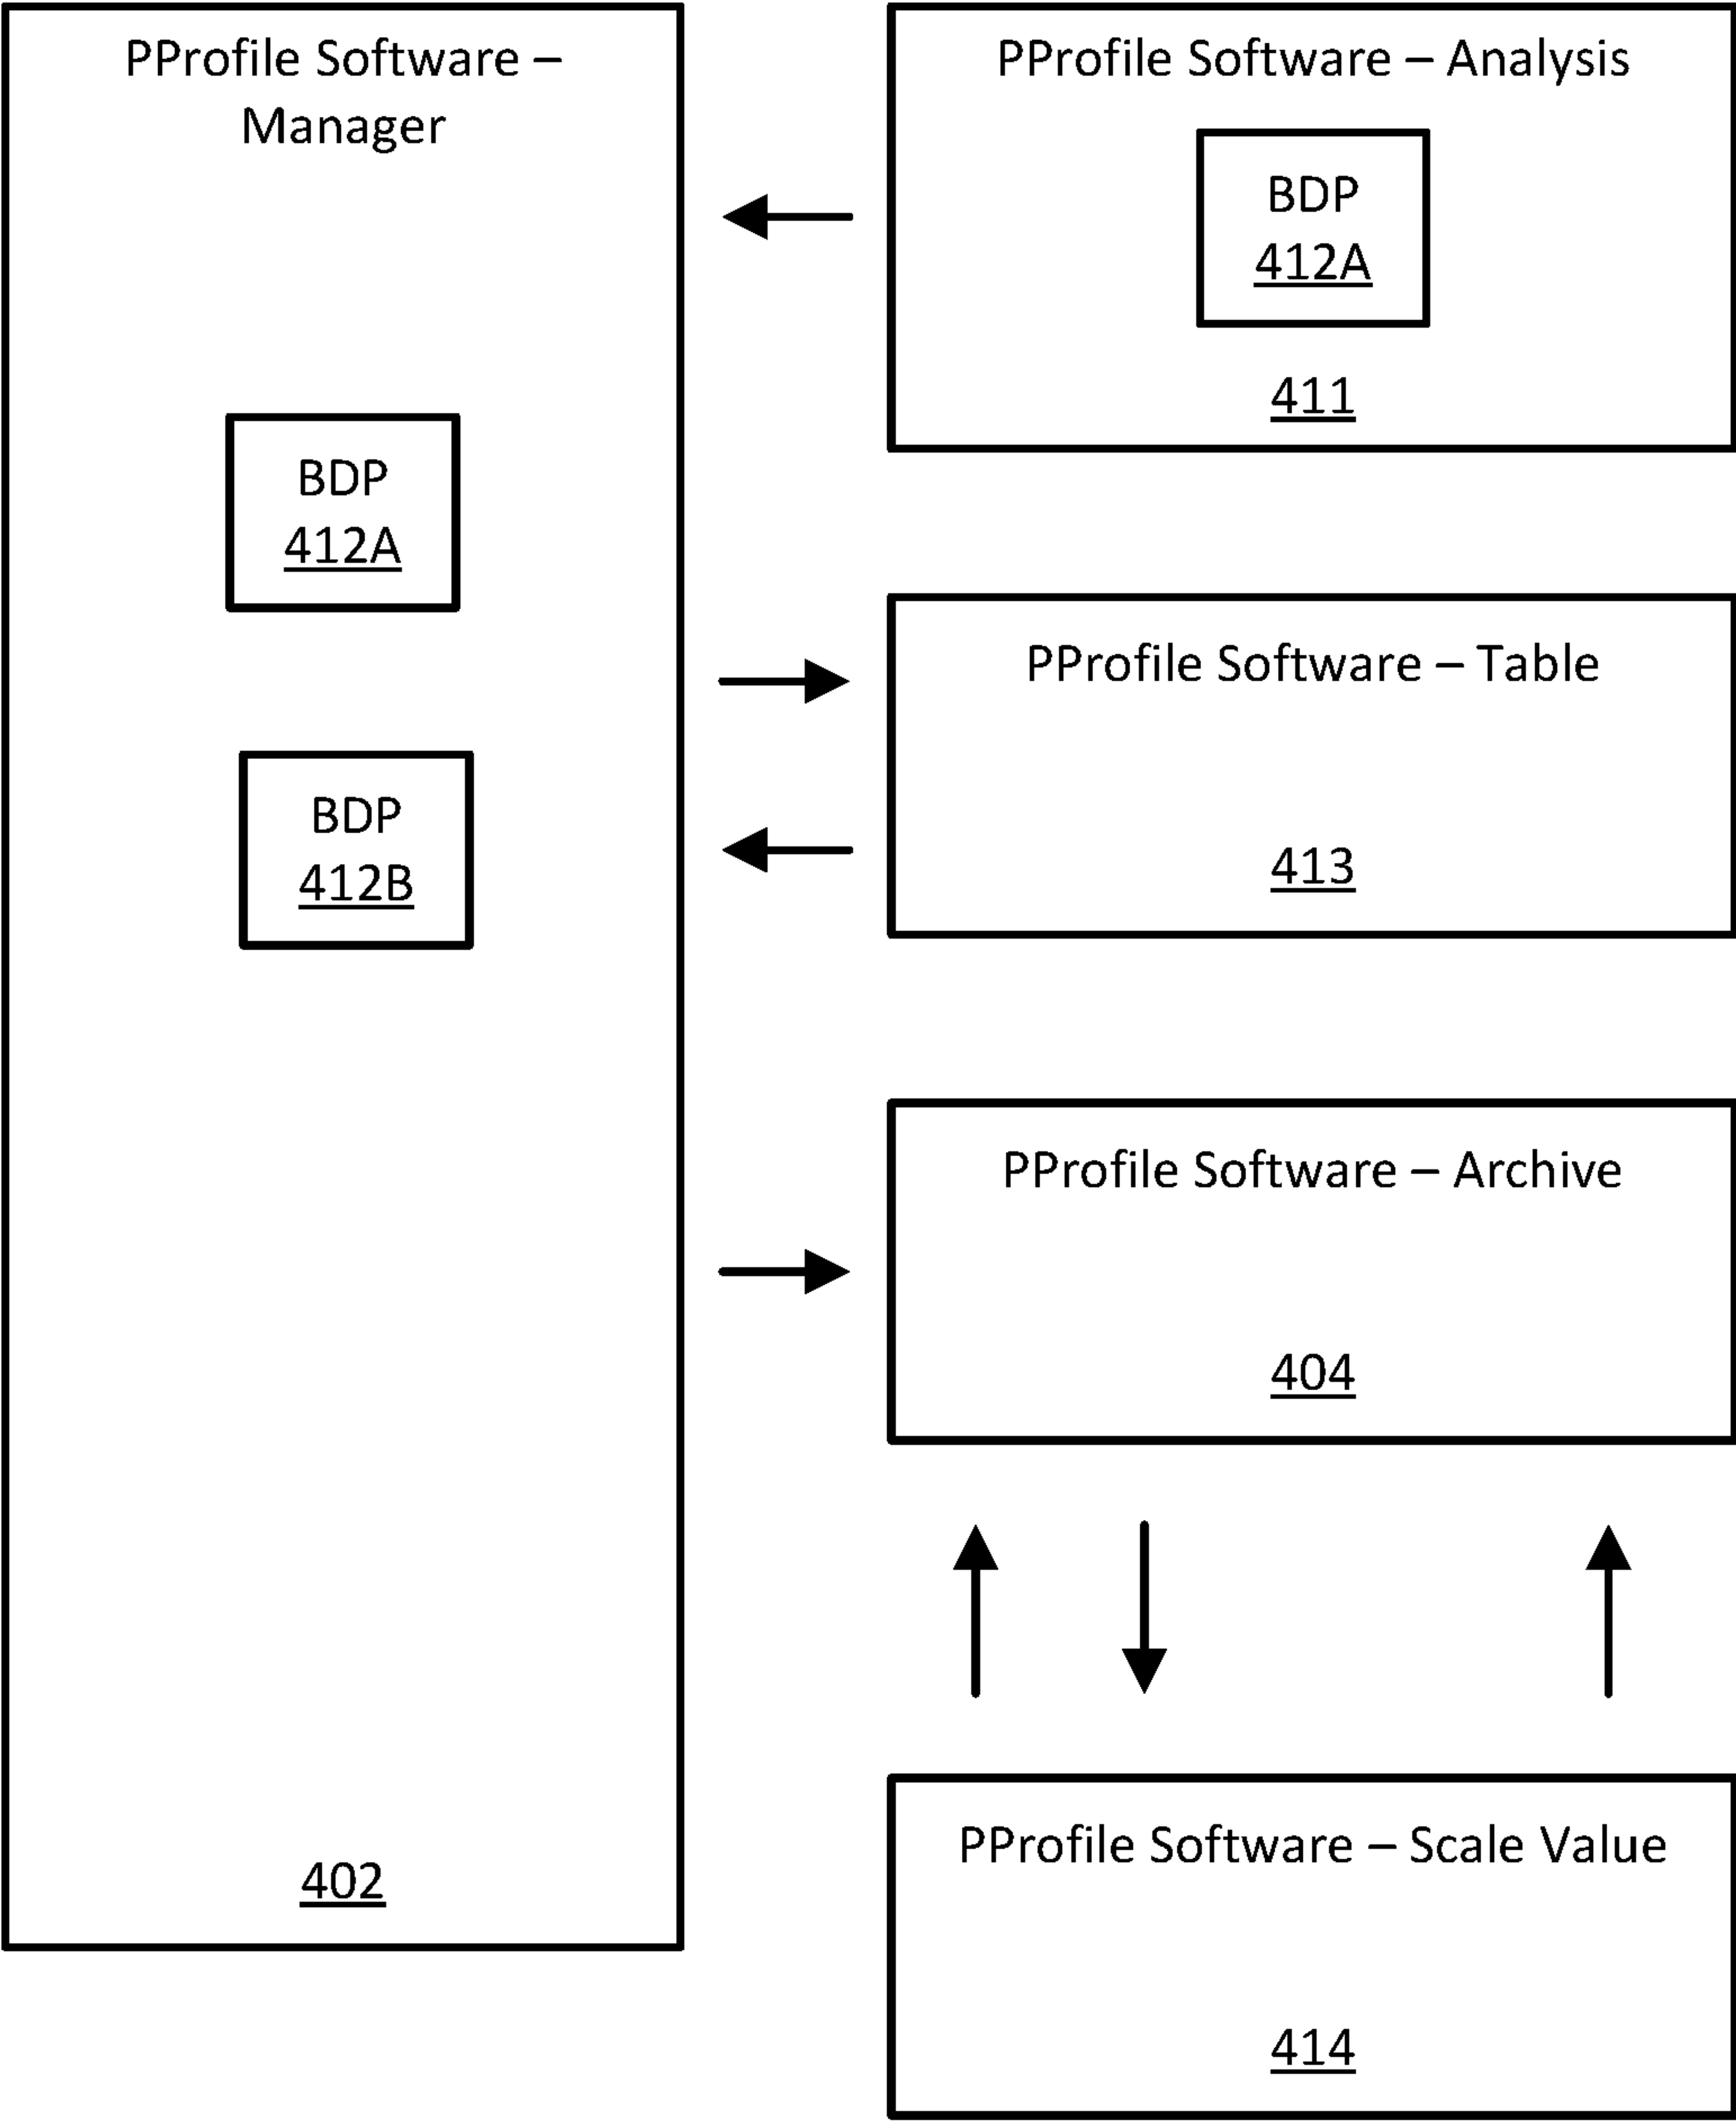 PProfile Software –
Manager
BDP
412A
BDP
412B
402
PProfile Software – Analysis
BDP
412A
411
PProfile Software – Table
413
PProfile Software – Archive
404
PProfile Software – Scale Value
414